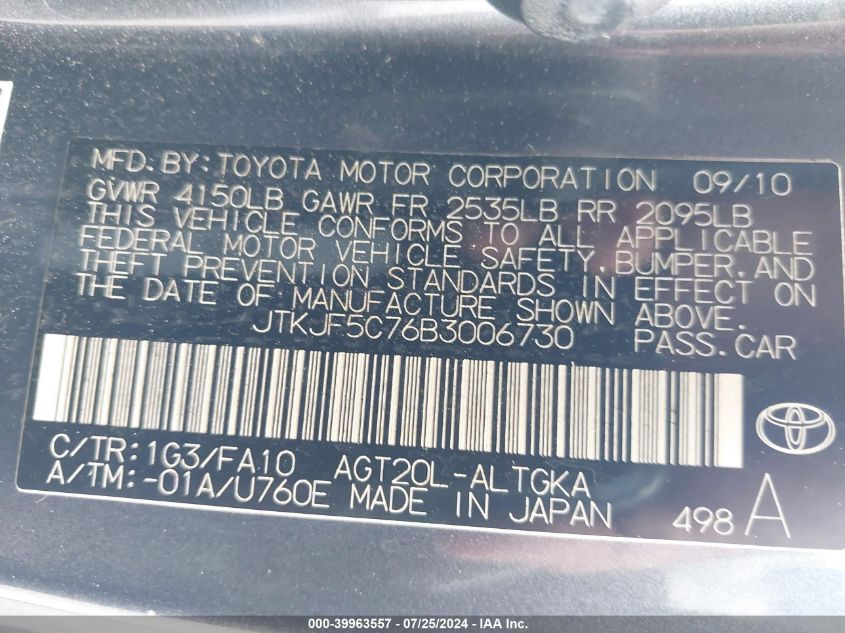 MFD. BY: TOYOTA MOTOR CORPORATION 09/10
GVWR 4150LB GAWR FR 2535LB RR 2095LB
THIS VEHICLE CONFORMS TO ALL APPLICABLE
FEDERAL MOTOR VEHICLE SAFETY, BUMPER, AND
THEFT PREVENTION STANDARDS IN EFFECT ON
THE DATE OF MANUFACTURE SHOWN ABOVE.
JTKJF5C76B3006730 PASS. CAR
C/TR: 1G3/FA10 AGT20L-ALTGKA
A/TM: -01A/U760E MADE IN JAPAN 498 A
000-39963557 - 07/25/2024 - IAA Inc.